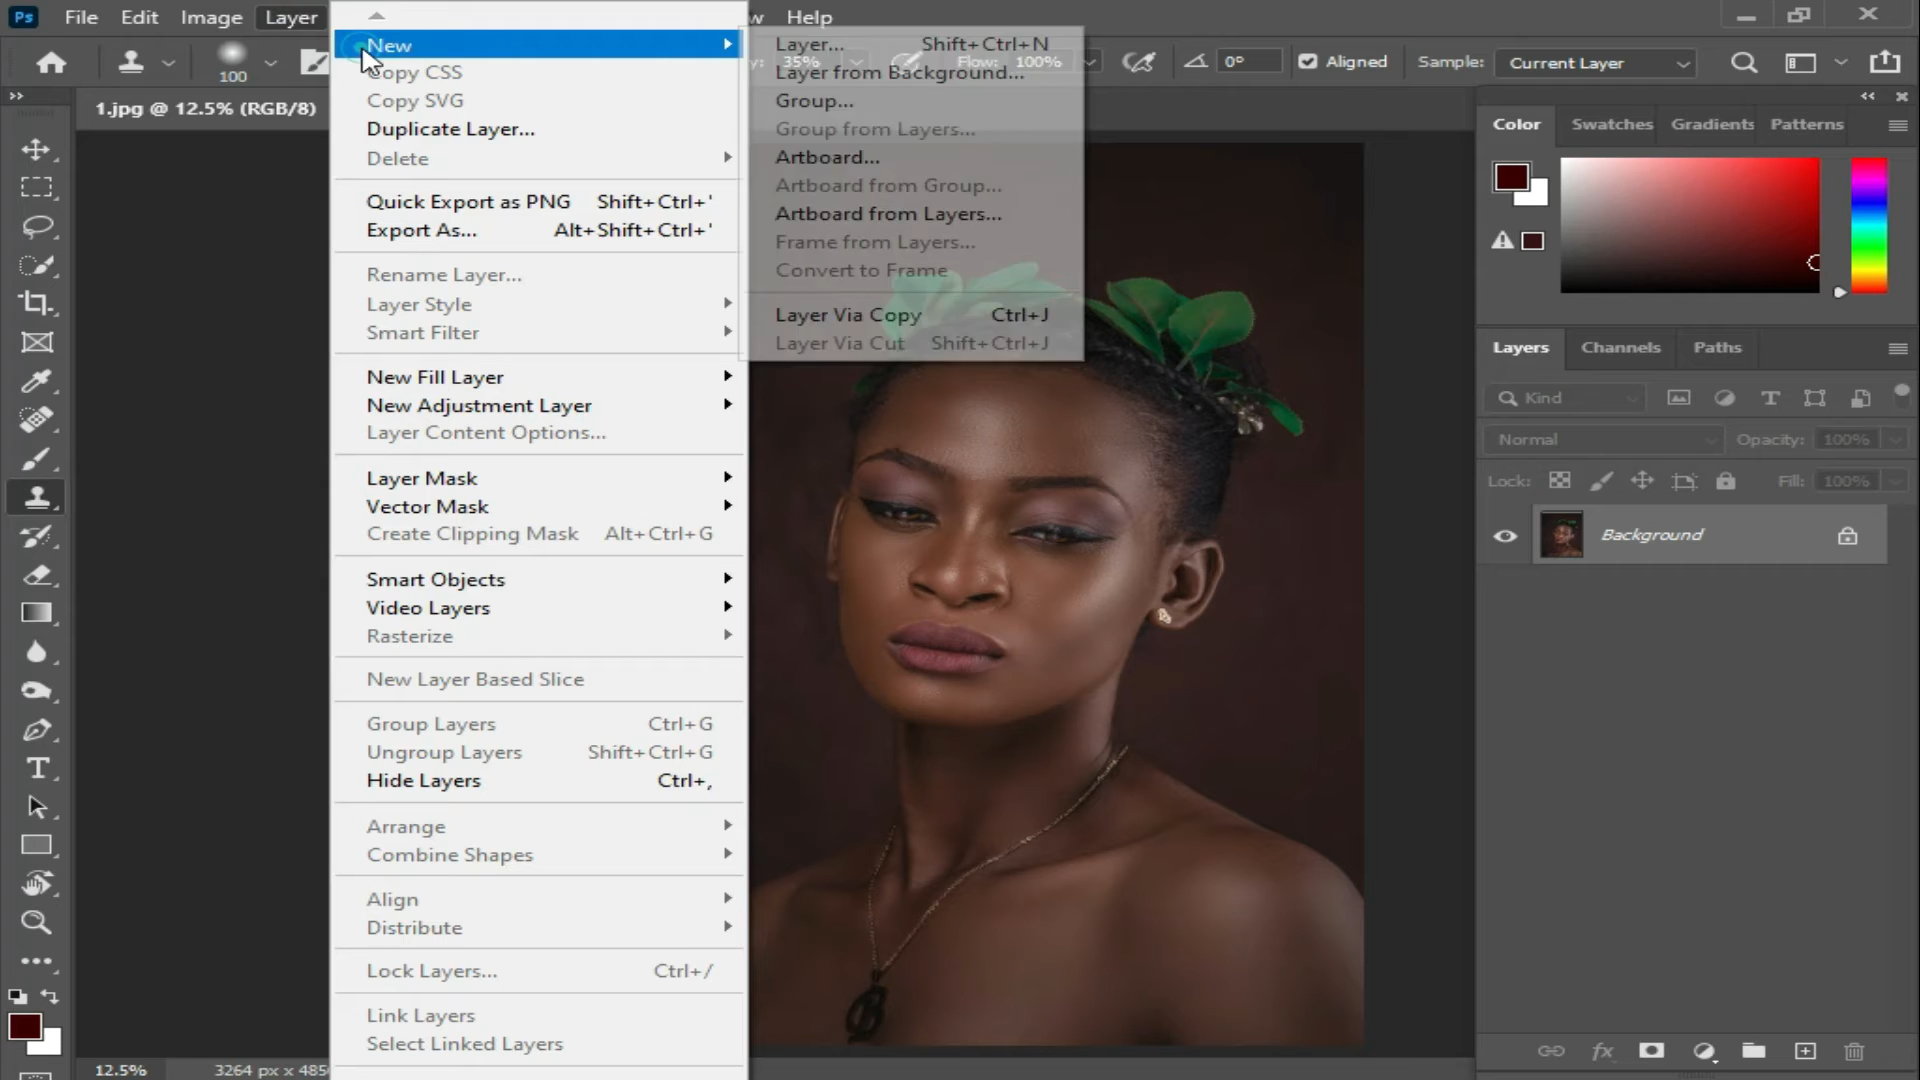 Ps File Edit Image Layer w Help
100 35% Flow: 100% 0° Aligned Sample: Current Layer
1.jpg @ 12.5% (RGB/8)
New
Copy CSS
Copy SVG
Duplicate Layer...
Delete
Quick Export as PNG Shift+Ctrl+'
Export As... Alt+Shift+Ctrl+'
Rename Layer...
Layer Style
Smart Filter
New Fill Layer
New Adjustment Layer
Layer Content Options...
Layer Mask
Vector Mask
Create Clipping Mask Alt+Ctrl+G
Smart Objects
Video Layers
Rasterize
New Layer Based Slice
Group Layers Ctrl+G
Ungroup Layers Shift+Ctrl+G
Hide Layers Ctrl+,
Arrange
Combine Shapes
Align
Distribute
Lock Layers... Ctrl+/
Link Layers
Select Linked Layers
Layer... Shift+Ctrl+N
Layer from Background...
Group...
Group from Layers...
Artboard...
Artboard from Group...
Artboard from Layers...
Frame from Layers...
Convert to Frame
Layer Via Copy Ctrl+J
Layer Via Cut Shift+Ctrl+J
Color Swatches Gradients Patterns
Layers Channels Paths
Kind
Normal Opacity: 100%
Lock: Fill: 100%
Background
fx
12.5% 3264 px x